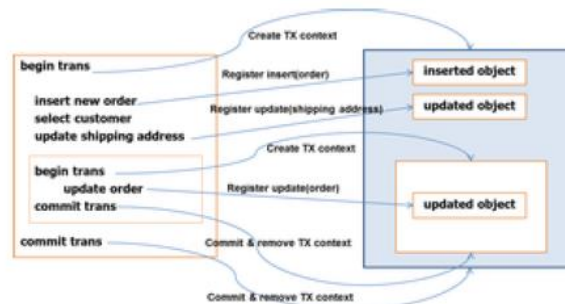 Create TX context
begin trans
inserted object
Register insert(order)
insert new order
select customer
updated object
Register update(shipping address)
update shipping address
Create TX context
begin trans
update order
Register update(order)
updated object
commit trans
commit trans
Commit & remove TX context
Commit & remove TX context